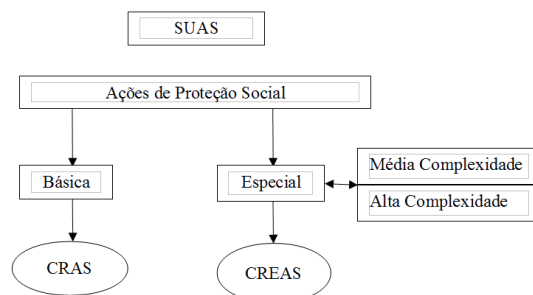 SUAS
Ações de Proteção Social
Básica
Especial
Média Complexidade
Alta Complexidade
CRAS
CREAS